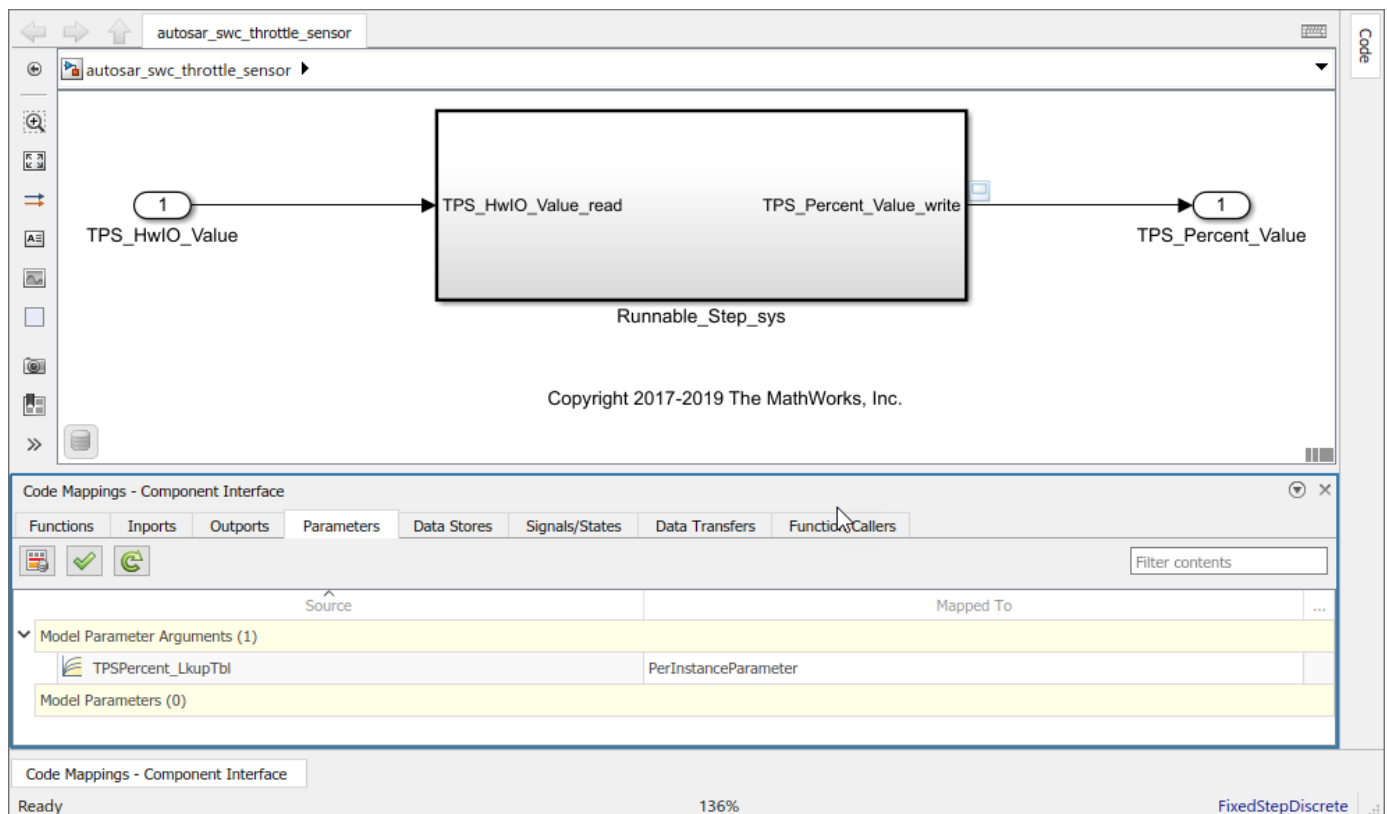 autosar_swc_throttle_sensor
Code
autosar_swc_throttle_sensor
1
TPS_HwIO_Value
TPS_HwIO_Value_read
TPS_Percent_Value_write
1
TPS_Percent_Value
Runnable_Step_sys
Copyright 2017-2019 The MathWorks, Inc.
Code Mappings - Component Interface
Functions Inports Outports Parameters Data Stores Signals/States Data Transfers Function Callers
Filter contents
Source Mapped To ...
Model Parameter Arguments (1)
TPSPercent_LkupTbl PerInstanceParameter
Model Parameters (0)
Code Mappings - Component Interface
Ready 136% FixedStepDiscrete